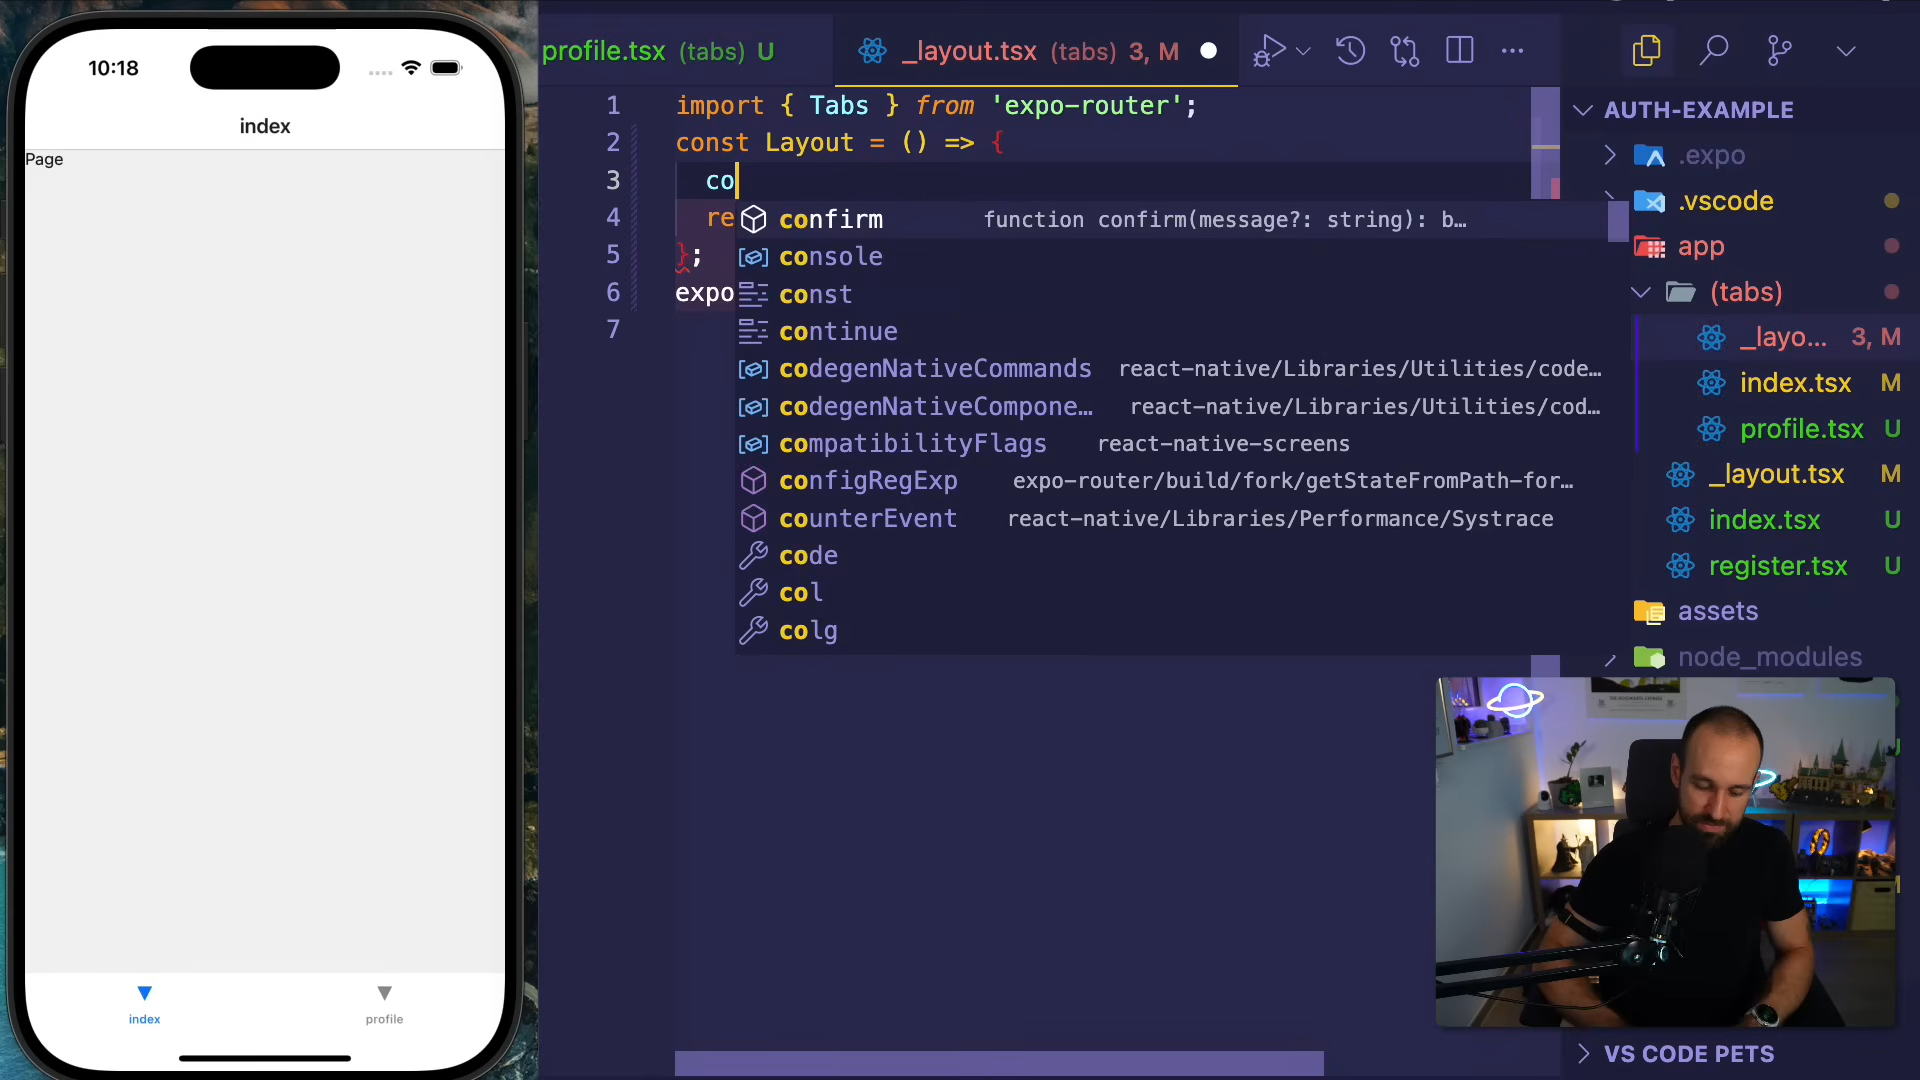 10:18
index
Page
index
profile
profile.tsx (tabs) U
_layout.tsx (tabs) 3, M
1 import { Tabs } from 'expo-router';
2 const Layout = () => {
3 co
4 re
5 };
6 expo
7
confirm function confirm(message?: string): b…
console
const
continue
codegenNativeCommands react-native/Libraries/Utilities/code…
codegenNativeCompone… react-native/Libraries/Utilities/cod…
compatibilityFlags react-native-screens
configRegExp expo-router/build/fork/getStateFromPath-for…
counterEvent react-native/Libraries/Performance/Systrace
code
col
colg
AUTH-EXAMPLE
.expo
.vscode
app
(tabs)
_layo… 3, M
index.tsx M
profile.tsx U
_layout.tsx M
index.tsx U
register.tsx U
assets
node_modules
VS CODE PETS